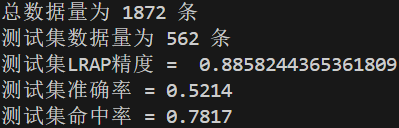 总数据量为 1872 条
测试集数据量为 562 条
测试集LRAP精度 =  0.8858244365361809
测试集准确率 = 0.5214
测试集命中率 = 0.7817